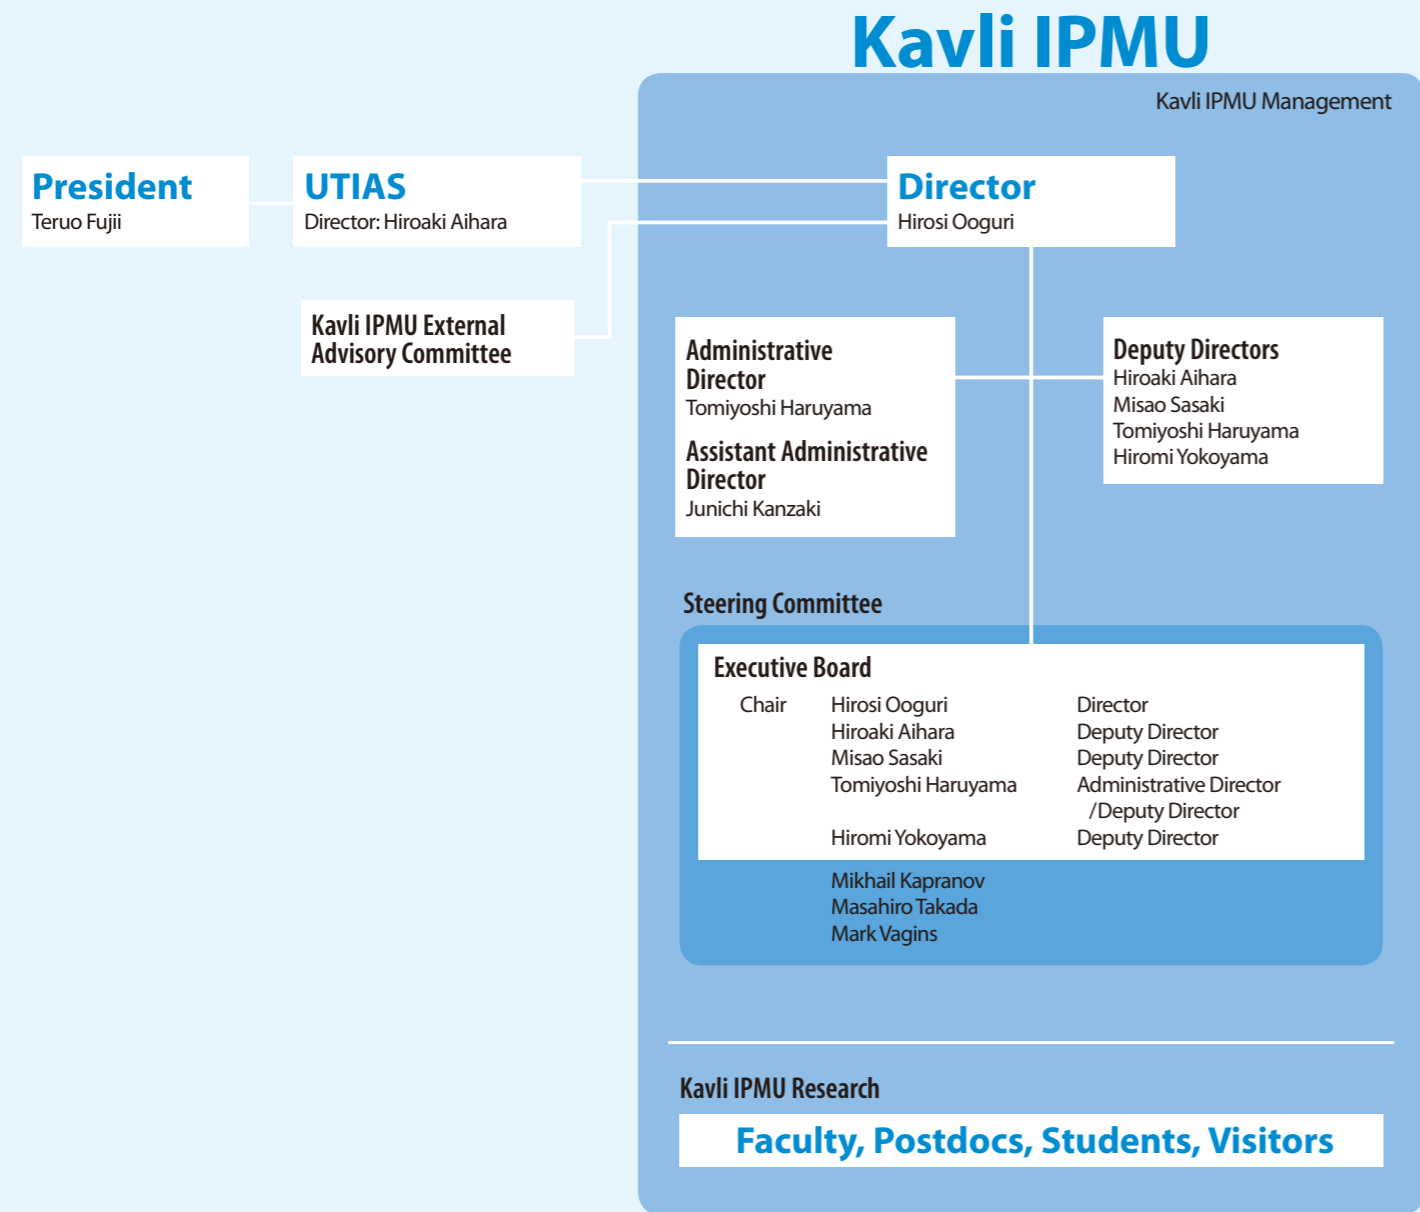 Kavli IPMU
Kavli IPMU Management
President
Teruo Fujii
UTIAS
Director: Hiroaki Aihara
Director
Hirosi Ooguri
Kavli IPMU External
Advisory Committee
Administrative
Director
Tomiyoshi Haruyama
Assistant Administrative
Director
Junichi Kanzaki
Deputy Directors
Hiroaki Aihara
Misao Sasaki
Tomiyoshi Haruyama
Hiromi Yokoyama
Steering Committee
Executive Board
Chair Hirosi Ooguri Director
Hiroaki Aihara Deputy Director
Misao Sasaki Deputy Director
Tomiyoshi Haruyama Administrative Director
/Deputy Director
Hiromi Yokoyama Deputy Director
Mikhail Kapranov
Masahiro Takada
Mark Vagins
Kavli IPMU Research
Faculty, Postdocs, Students, Visitors